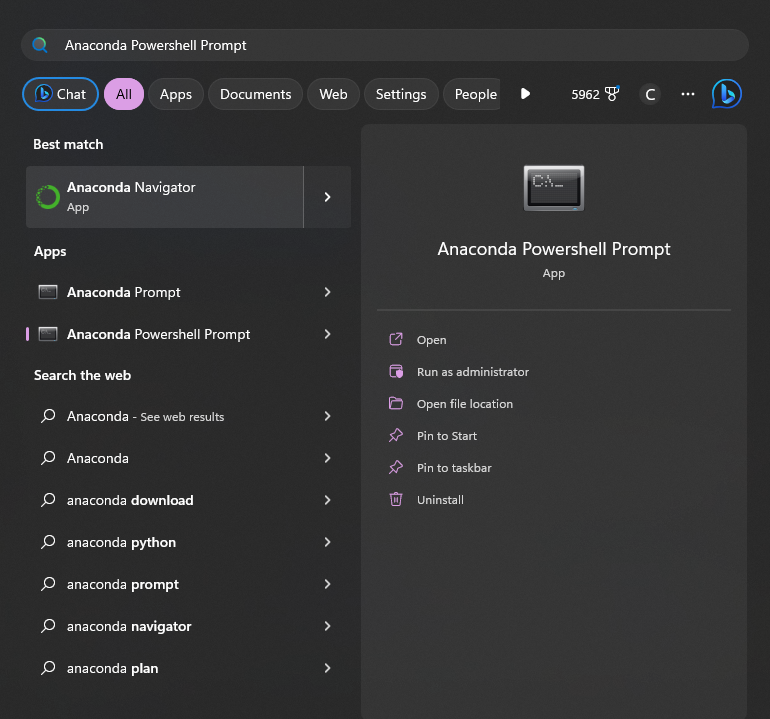 Anaconda Powershell Prompt
Chat All Apps Documents Web Settings People 5962 C
Best match
Anaconda Navigator
App
Apps
Anaconda Prompt
Anaconda Powershell Prompt
Search the web
Anaconda - See web results
Anaconda
anaconda download
anaconda python
anaconda prompt
anaconda navigator
anaconda plan
C:\_
Anaconda Powershell Prompt
App
Open
Run as administrator
Open file location
Pin to Start
Pin to taskbar
Uninstall